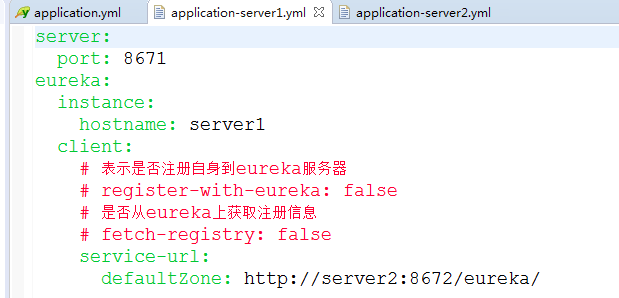 application.yml application-server1.yml application-server2.yml
server:
  port: 8671
eureka:
  instance:
    hostname: server1
  client:
    # 表示是否注册自身到eureka服务器
    # register-with-eureka: false
    # 是否从eureka上获取注册信息
    # fetch-registry: false
    service-url:
      defaultZone: http://server2:8672/eureka/